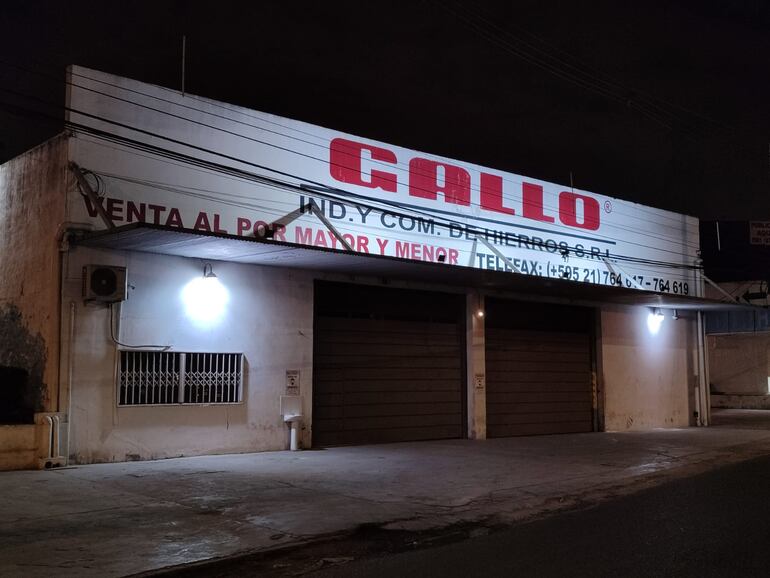 GALLO®
IND.Y COM. DE HIERROS S.R.L.
VENTA AL POR MAYOR Y MENOR
TELEFAX: (+595 21) 764 617 - 764 619